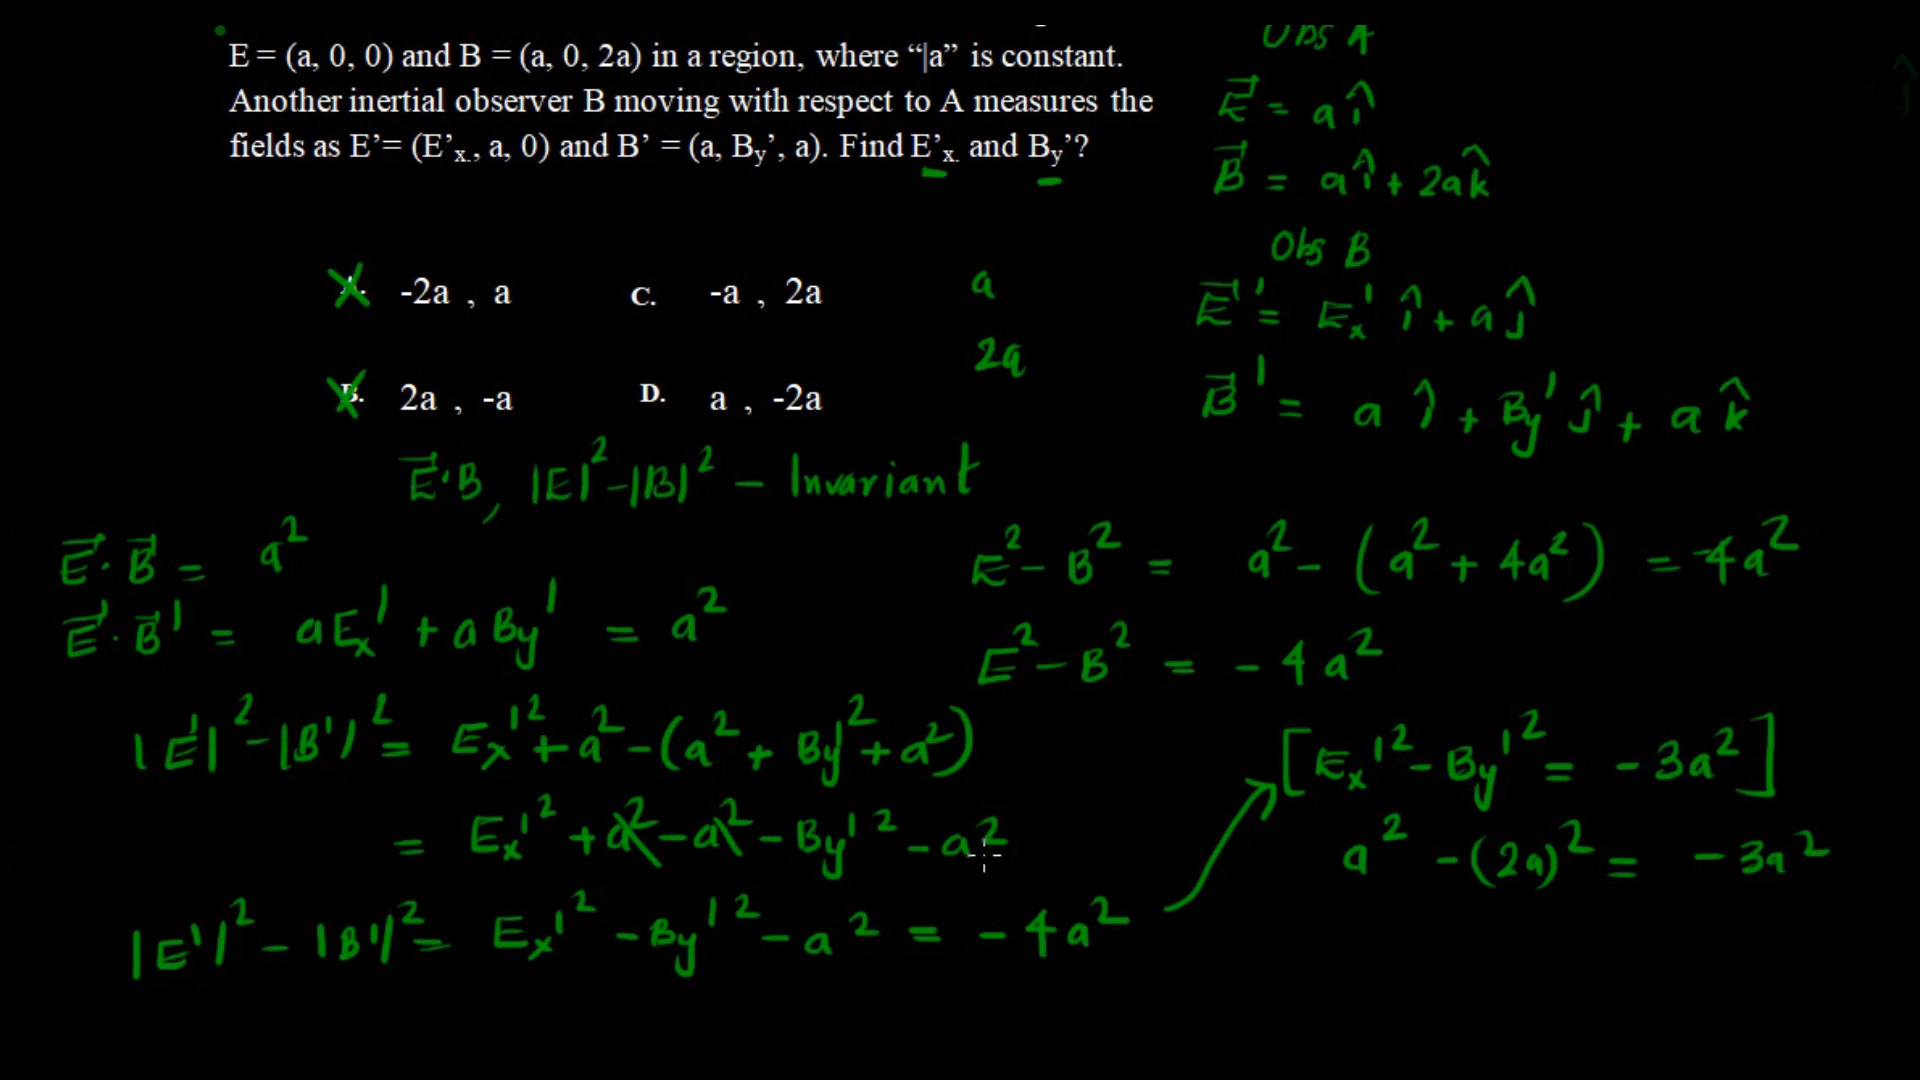 E = (a, 0, 0) and B = (a, 0, 2a) in a region, where “|a” is constant.
Another inertial observer B moving with respect to A measures the
fields as E’= (E’x., a, 0) and B’ = (a, By’, a). Find E’x. and By’?
-2a , a
C. -a , 2a
B. 2a , -a
D. a , -2a
a
2a
Obs A
E⃗ = a î
B⃗ = a î + 2a k̂
Obs B
E⃗' = Ex' î + a ĵ
B⃗' = a î + By' ĵ + a k̂
E⃗·B, |E|² - |B|² - Invariant
E⃗·B⃗ = a²
E⃗'·B⃗' = aEx' + aBy' = a²
|E'|² - |B'|² = Ex'² + a² - (a² + By'² + a²)
= Ex'² + a² - a² - By'² - a²
|E'|² - |B'|² = Ex'² - By'² - a² = - 4a²
E² - B² = a² - (a² + 4a²) = -4a²
E² - B² = - 4a²
[Ex'² - By'² = - 3a²]
a² - (2a)² = - 3a²